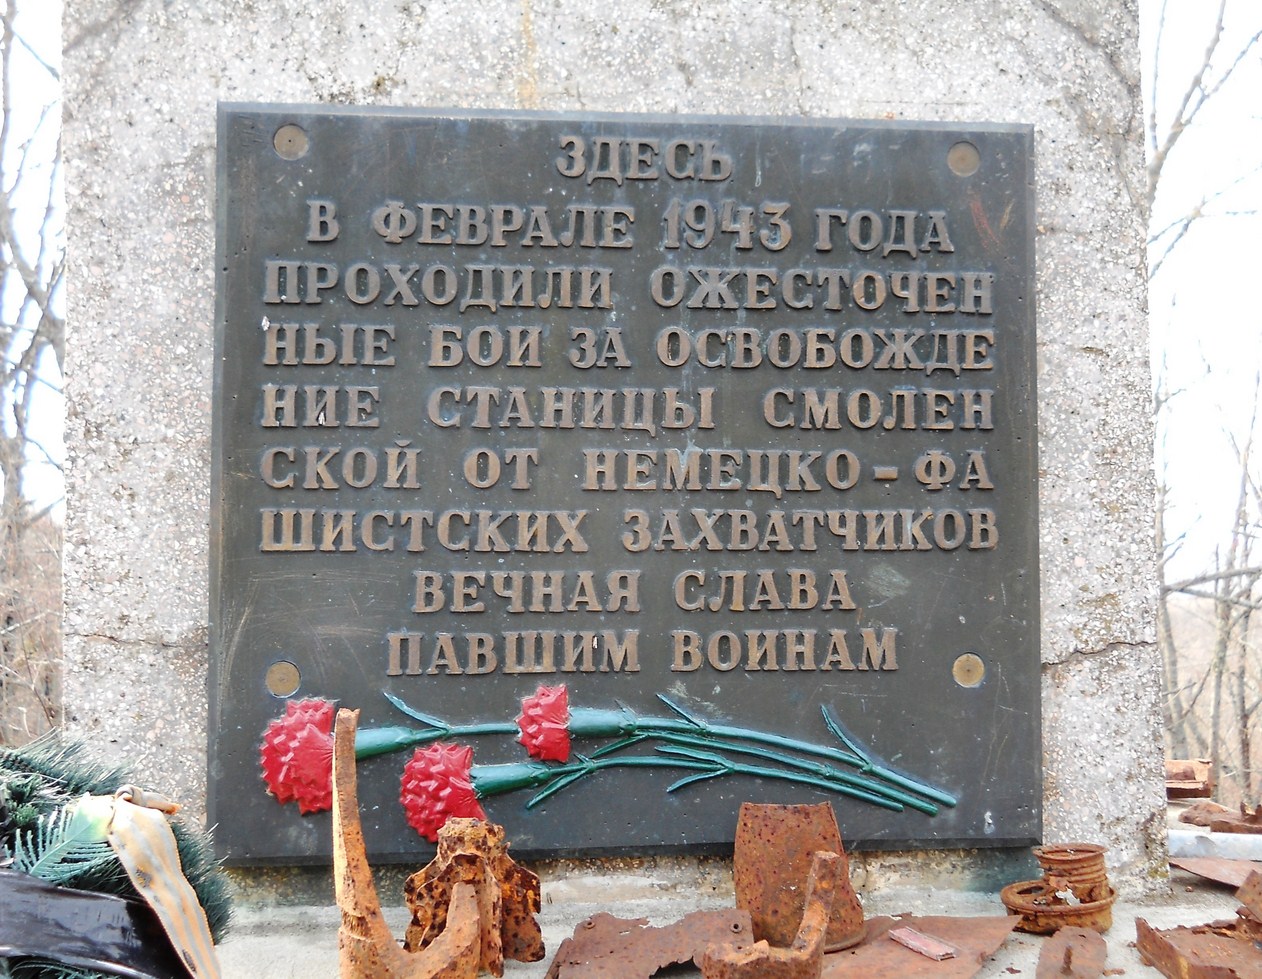 ЗДЕСЬ
В ФЕВРАЛЕ 1943 ГОДА
ПРОХОДИЛИ ОЖЕСТОЧЕН
НЫЕ БОИ ЗА ОСВОБОЖДЕ
НИЕ СТАНИЦЫ СМОЛЕН
СКОЙ ОТ НЕМЕЦКО-ФА
ШИСТСКИХ ЗАХВАТЧИКОВ
ВЕЧНАЯ СЛАВА
ПАВШИМ ВОИНАМ